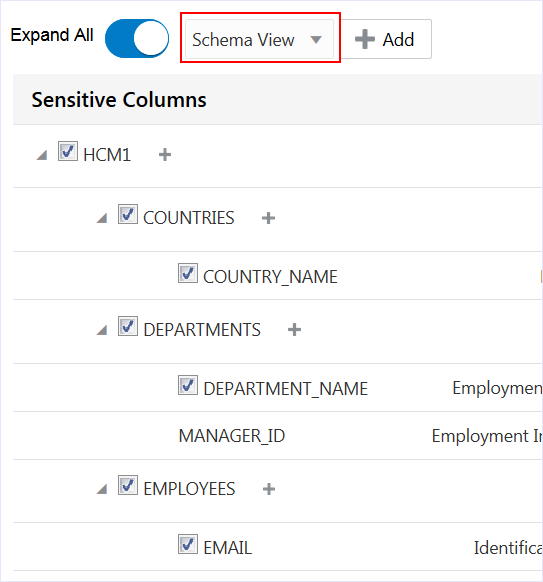 Expand All Schema View Add
Sensitive Columns
HCM1
COUNTRIES
COUNTRY_NAME
DEPARTMENTS
DEPARTMENT_NAME Employmen
MANAGER_ID Employment In
EMPLOYEES
EMAIL Identifica